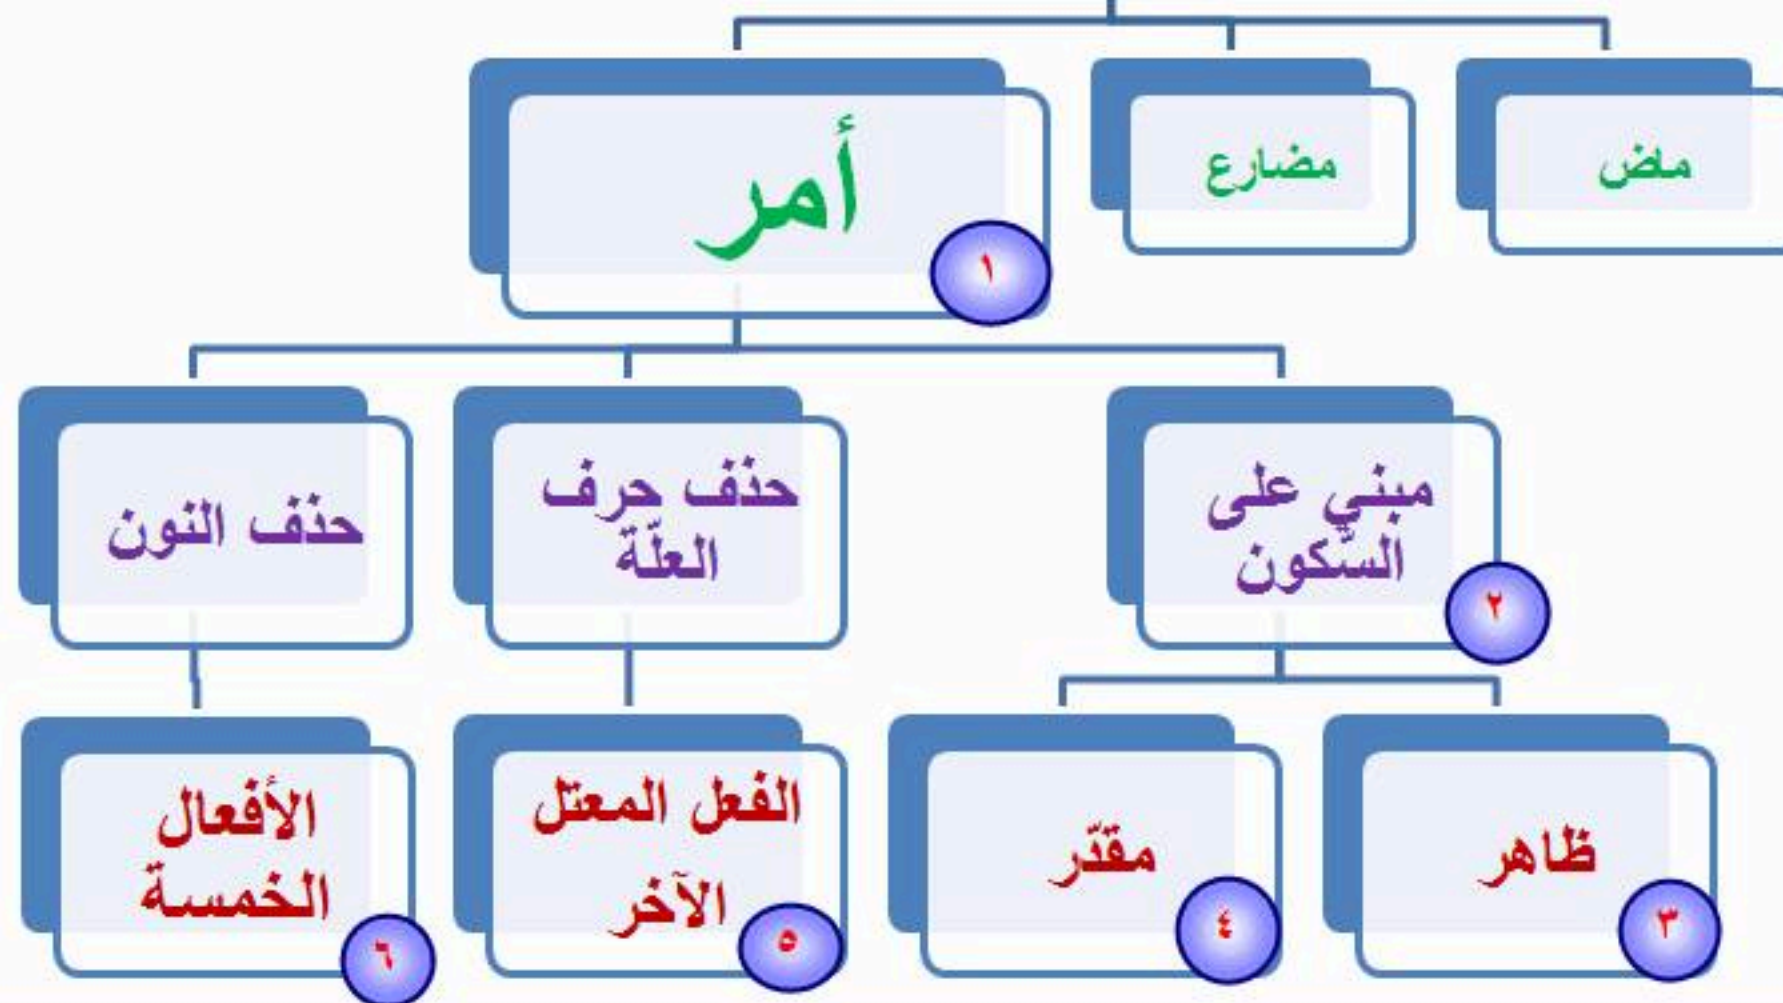 ماض
مضارع
أمر
١
مبني على
السّكون
٢
حذف حرف
العلّة
حذف النون
ظاهر
٣
مقدّر
٤
الفعل المعتل
الآخر
٥
الأفعال
الخمسة
٦